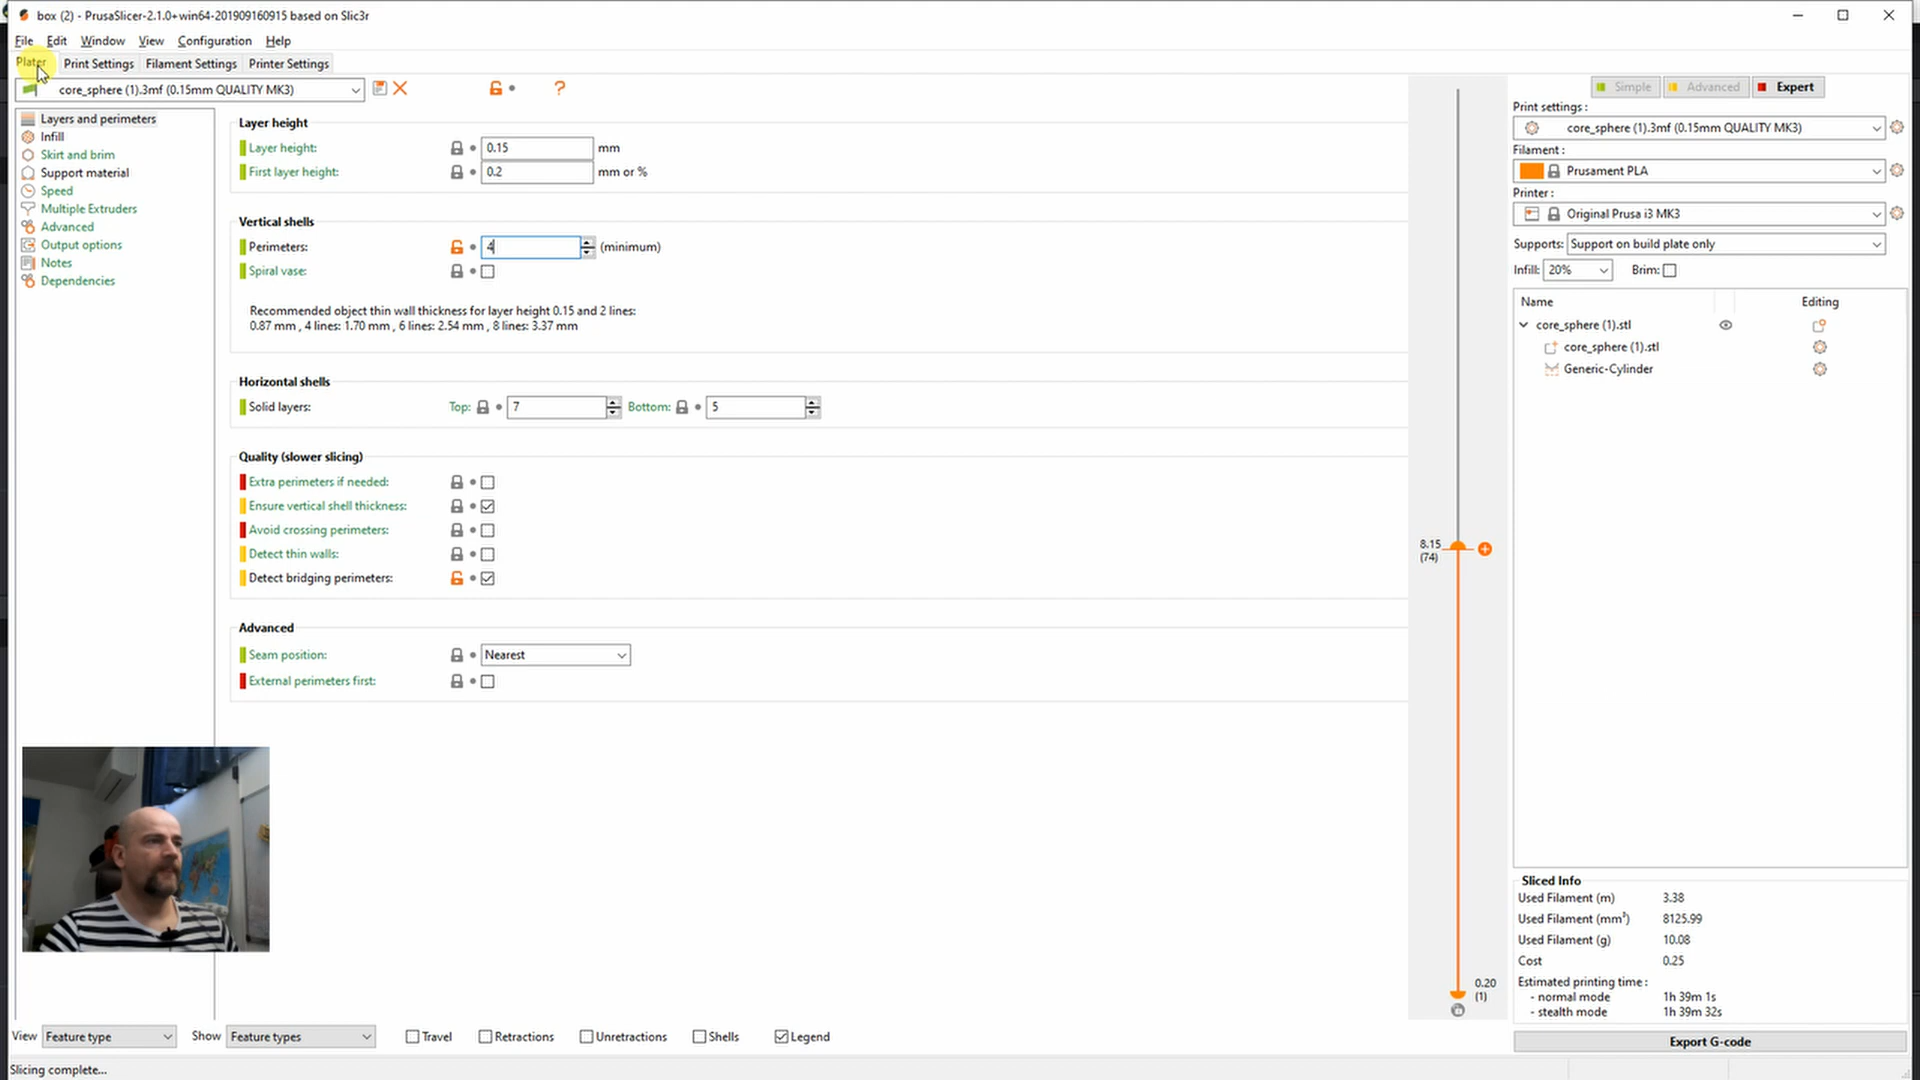 box (2) - PrusaSlicer-2.1.0+win64-201909160915 based on Slic3r
File Edit Window View Configuration Help
Plater Print Settings Filament Settings Printer Settings
core_sphere (1).3mf (0.15mm QUALITY MK3)
Simple Advanced Expert
Layers and perimeters
Infill
Skirt and brim
Support material
Speed
Multiple Extruders
Advanced
Output options
Notes
Dependencies
Layer height
Layer height: 0.15 mm
First layer height: 0.2 mm or %
Vertical shells
Perimeters: 4 (minimum)
Spiral vase:
Recommended object thin wall thickness for layer height 0.15 and 2 lines:
0.87 mm , 4 lines: 1.70 mm , 6 lines: 2.54 mm , 8 lines: 3.37 mm
Horizontal shells
Solid layers: Top: 7 Bottom: 5
Quality (slower slicing)
Extra perimeters if needed:
Ensure vertical shell thickness:
Avoid crossing perimeters:
Detect thin walls:
Detect bridging perimeters:
Advanced
Seam position: Nearest
External perimeters first:
8.15
(74)
0.20
(1)
Print settings :
core_sphere (1).3mf (0.15mm QUALITY MK3)
Filament :
Prusament PLA
Printer :
Original Prusa i3 MK3
Supports: Support on build plate only
Infill: 20% Brim:
Name Editing
core_sphere (1).stl
core_sphere (1).stl
Generic-Cylinder
Sliced Info
Used Filament (m) 3.38
Used Filament (mm³) 8125.99
Used Filament (g) 10.08
Cost 0.25
Estimated printing time :
- normal mode 1h 39m 1s
- stealth mode 1h 39m 32s
Export G-code
View Feature type Show Feature types Travel Retractions Unretractions Shells Legend
Slicing complete...